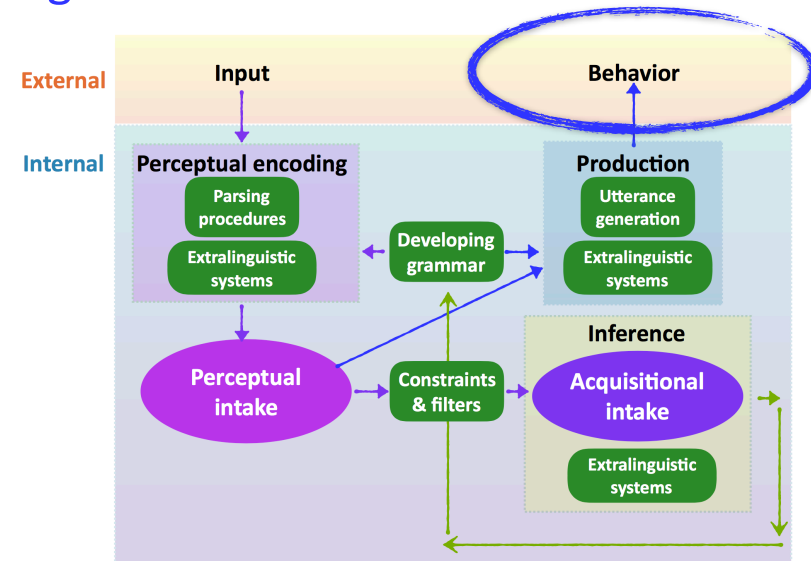 External
Input
Behavior
Internal
Perceptual encoding
Parsing
procedures
Extralinguistic
systems
Developing
grammar
Production
Utterance
generation
Extralinguistic
systems
Perceptual
intake
Constraints
& filters
Inference
Acquisitional
intake
Extralinguistic
systems